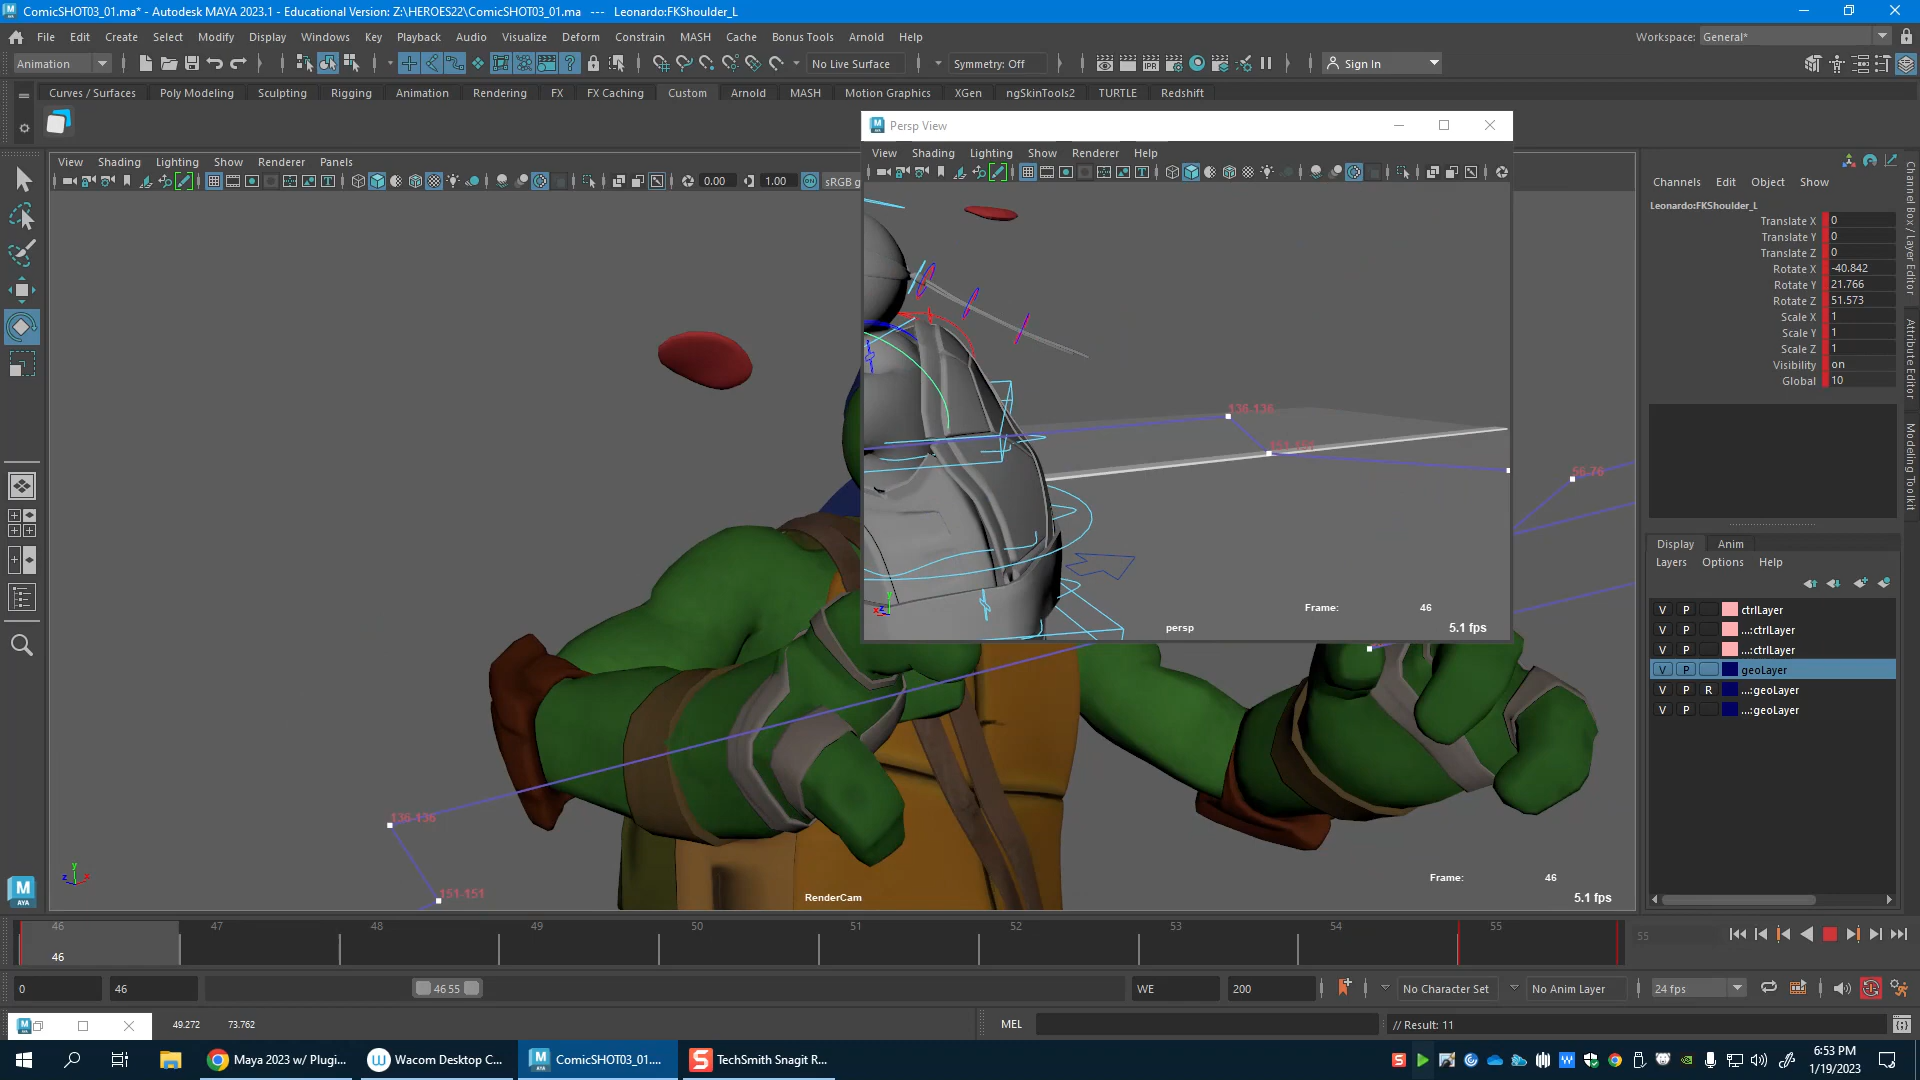 ComicSHOT03_01.ma* - Autodesk MAYA 2023.1 - Educational Version: Z:\HEROES22\ComicSHOT03_01.ma   ---   Leonardo:FKShoulder_L
File Edit Create Select Modify Display Windows Key Playback Audio Visualize Deform Constrain MASH Cache Bonus Tools Arnold Help
Workspace: General*
Animation
No Live Surface
Symmetry: Off
Sign In
Curves / Surfaces Poly Modeling Sculpting Rigging Animation Rendering FX FX Caching Custom Arnold MASH Motion Graphics XGen ngSkinTools2 TURTLE Redshift
Persp View
View Shading Lighting Show Renderer Panels
0.00 1.00 sRGB g
View Shading Lighting Show Renderer Help
136-136
151-151
Frame: 46
persp
5.1 fps
56-76
136-136
151-151
RenderCam
Frame: 46
5.1 fps
Channels Edit Object Show
Leonardo:FKShoulder_L
Translate X 0
Translate Y 0
Translate Z 0
Rotate X -40.842
Rotate Y 21.766
Rotate Z 51.573
Scale X 1
Scale Y 1
Scale Z 1
Visibility on
Global 10
Channel Box / Layer Editor
Attribute Editor
Modeling Toolkit
Display Anim
Layers Options Help
V P ctrlLayer
V P ...:ctrlLayer
V P ...:ctrlLayer
V P geoLayer
V P R ...:geoLayer
V P ...:geoLayer
46 47 48 49 50 51 52 53 54 55
46
55
0 46
46 55
WE 200
No Character Set
No Anim Layer
24 fps
49.272 73.762
MEL
// Result: 11
Maya 2023 w/ Plugi...
Wacom Desktop C...
ComicSHOT03_01....
TechSmith Snagit R...
6:53 PM
1/19/2023